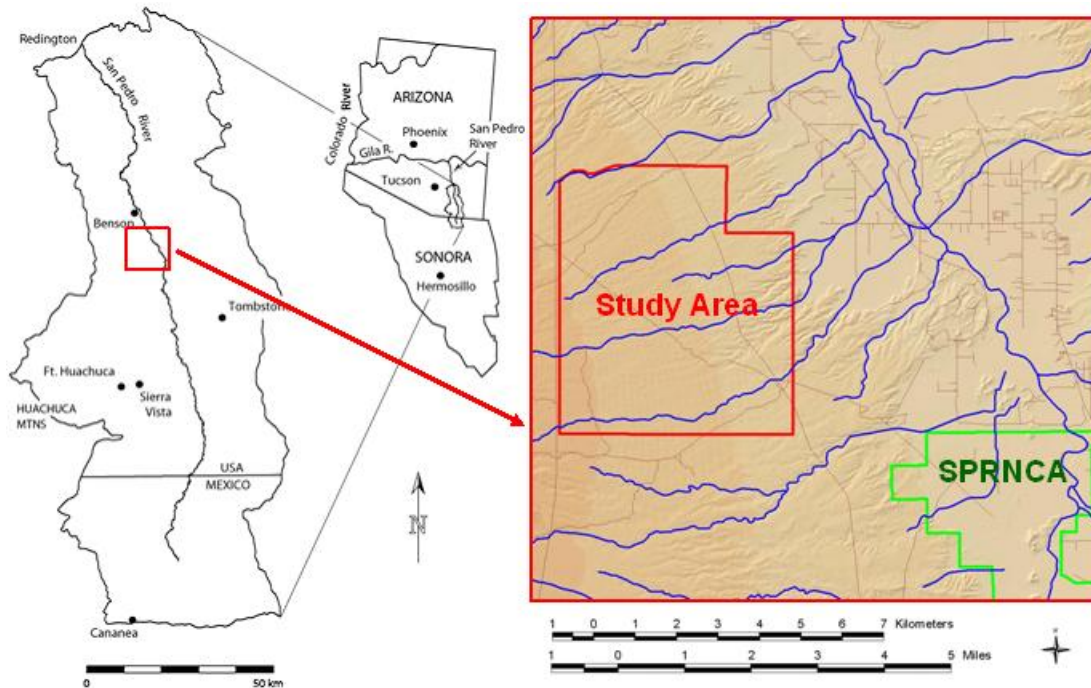 Redington
San Pedro
River
Benson
Tombstone
Ft. Huachuca
Sierra
Vista
HUACHUCA
MTNS
USA
MEXICO
Cananea
0 50 km
N
ARIZONA
Colorado River
Phoenix
San Pedro
River
Gila R.
Tucson
SONORA
Hermosillo
Study Area
SPRNCA
1 0 1 2 3 4 5 6 7 Kilometers
1 0 1 2 3 4 5 Miles